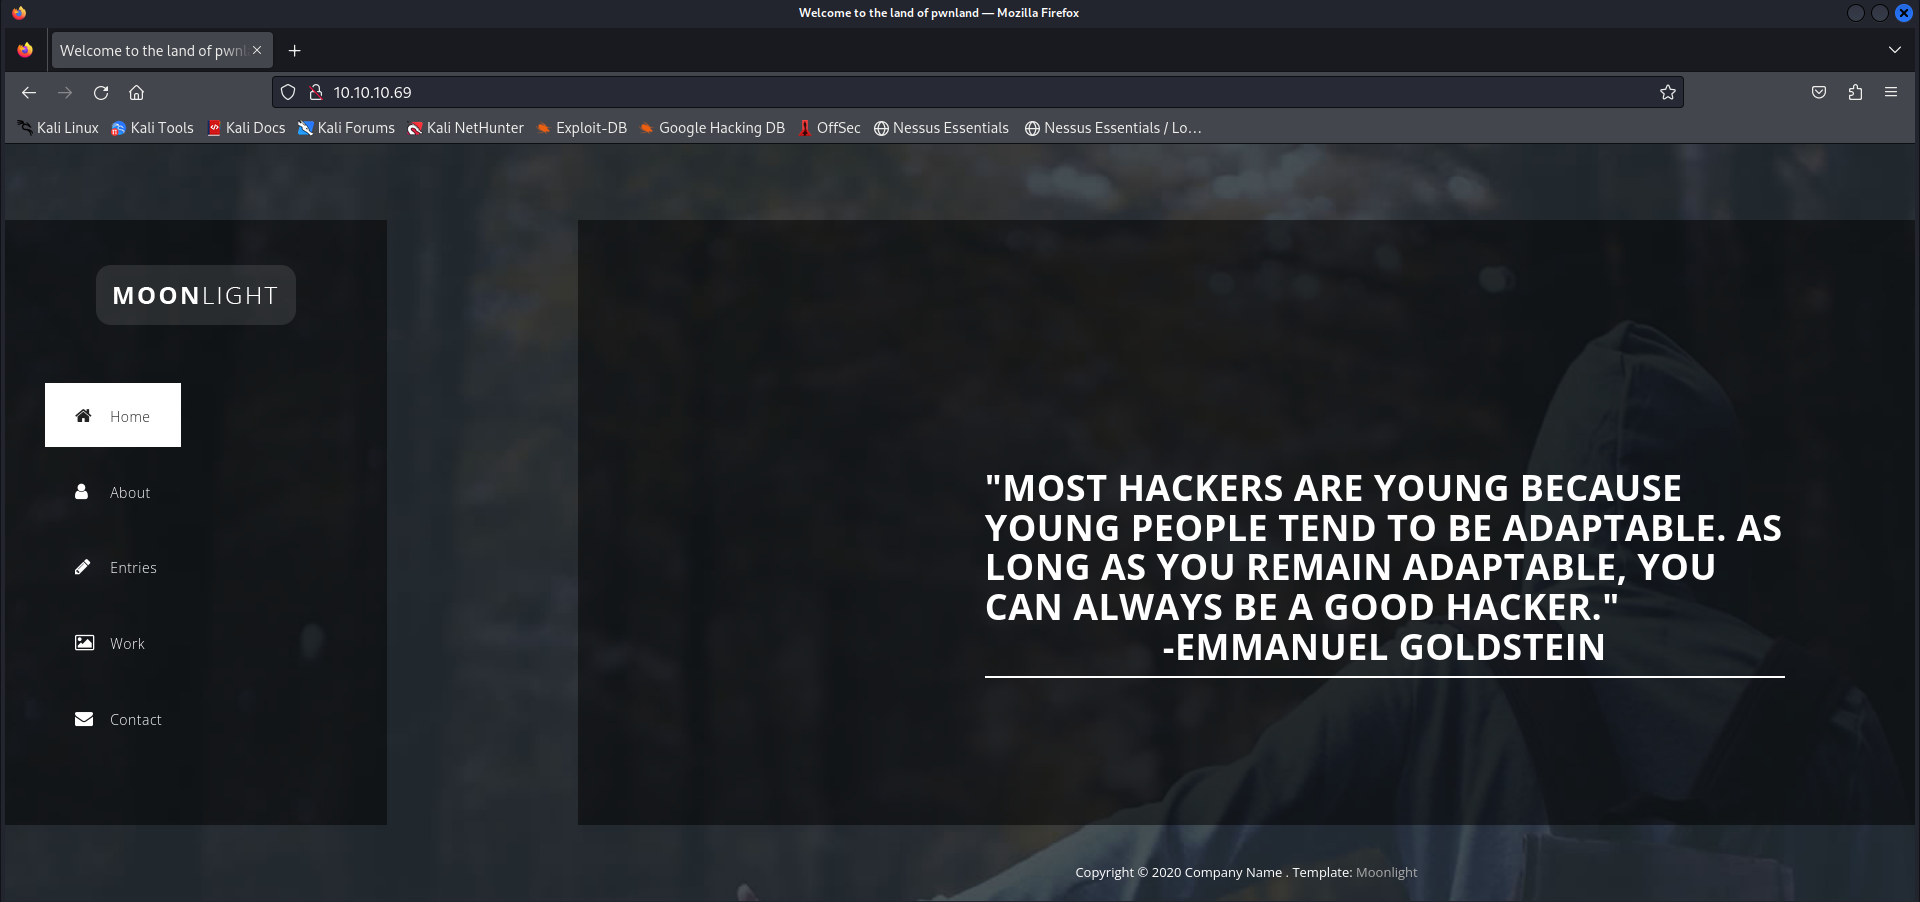 Welcome to the land of pwnland — Mozilla Firefox
Welcome to the land of pwnl
10.10.10.69
Kali Linux Kali Tools Kali Docs Kali Forums Kali NetHunter Exploit-DB Google Hacking DB OffSec Nessus Essentials Nessus Essentials / Lo...
MOONLIGHT
Home
About
Entries
Work
Contact
"MOST HACKERS ARE YOUNG BECAUSE
YOUNG PEOPLE TEND TO BE ADAPTABLE. AS
LONG AS YOU REMAIN ADAPTABLE, YOU
CAN ALWAYS BE A GOOD HACKER."
-EMMANUEL GOLDSTEIN
Copyright © 2020 Company Name . Template: Moonlight